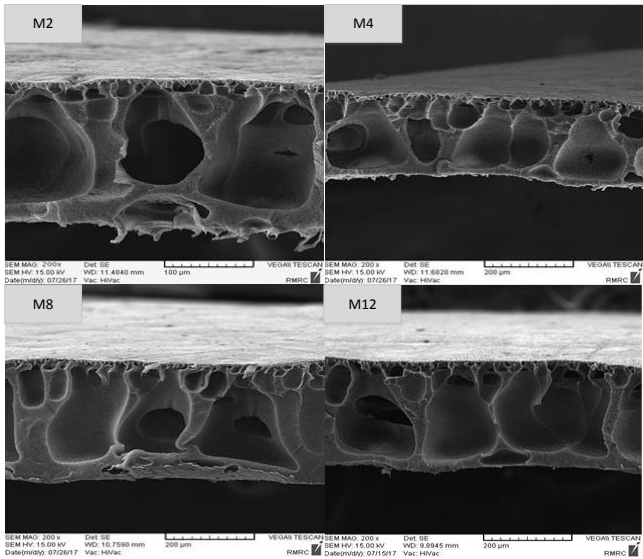 M2
M4
SEM MAG: 200x Det: SE
SEM HV: 15.00 kV WD: 11.4840 mm 100 µm VEGA\\ TESCAN
Date(m/d/y): 07/26/17 Vac: HiVac RMRC
SEM MAG: 200 x Det: SE
SEM HV: 15.00 kV WD: 11.6820 mm 200 µm VEGA\\ TESCAN
Date(m/d/y): 07/26/17 Vac: HiVac RMRC
M8
M12
SEM MAG: 200 x Det: SE
SEM HV: 15.00 kV WD: 10.7590 mm 200 µm VEGA\\ TESCAN
Date(m/d/y): 07/26/17 Vac: HiVac RMRC
SEM MAG: 200 x Det: SE
SEM HV: 15.00 kV WD: 9.8945 mm 200 µm VEGA\\ TESCAN
Date(m/d/y): 07/15/17 Vac: HiVac RMRC